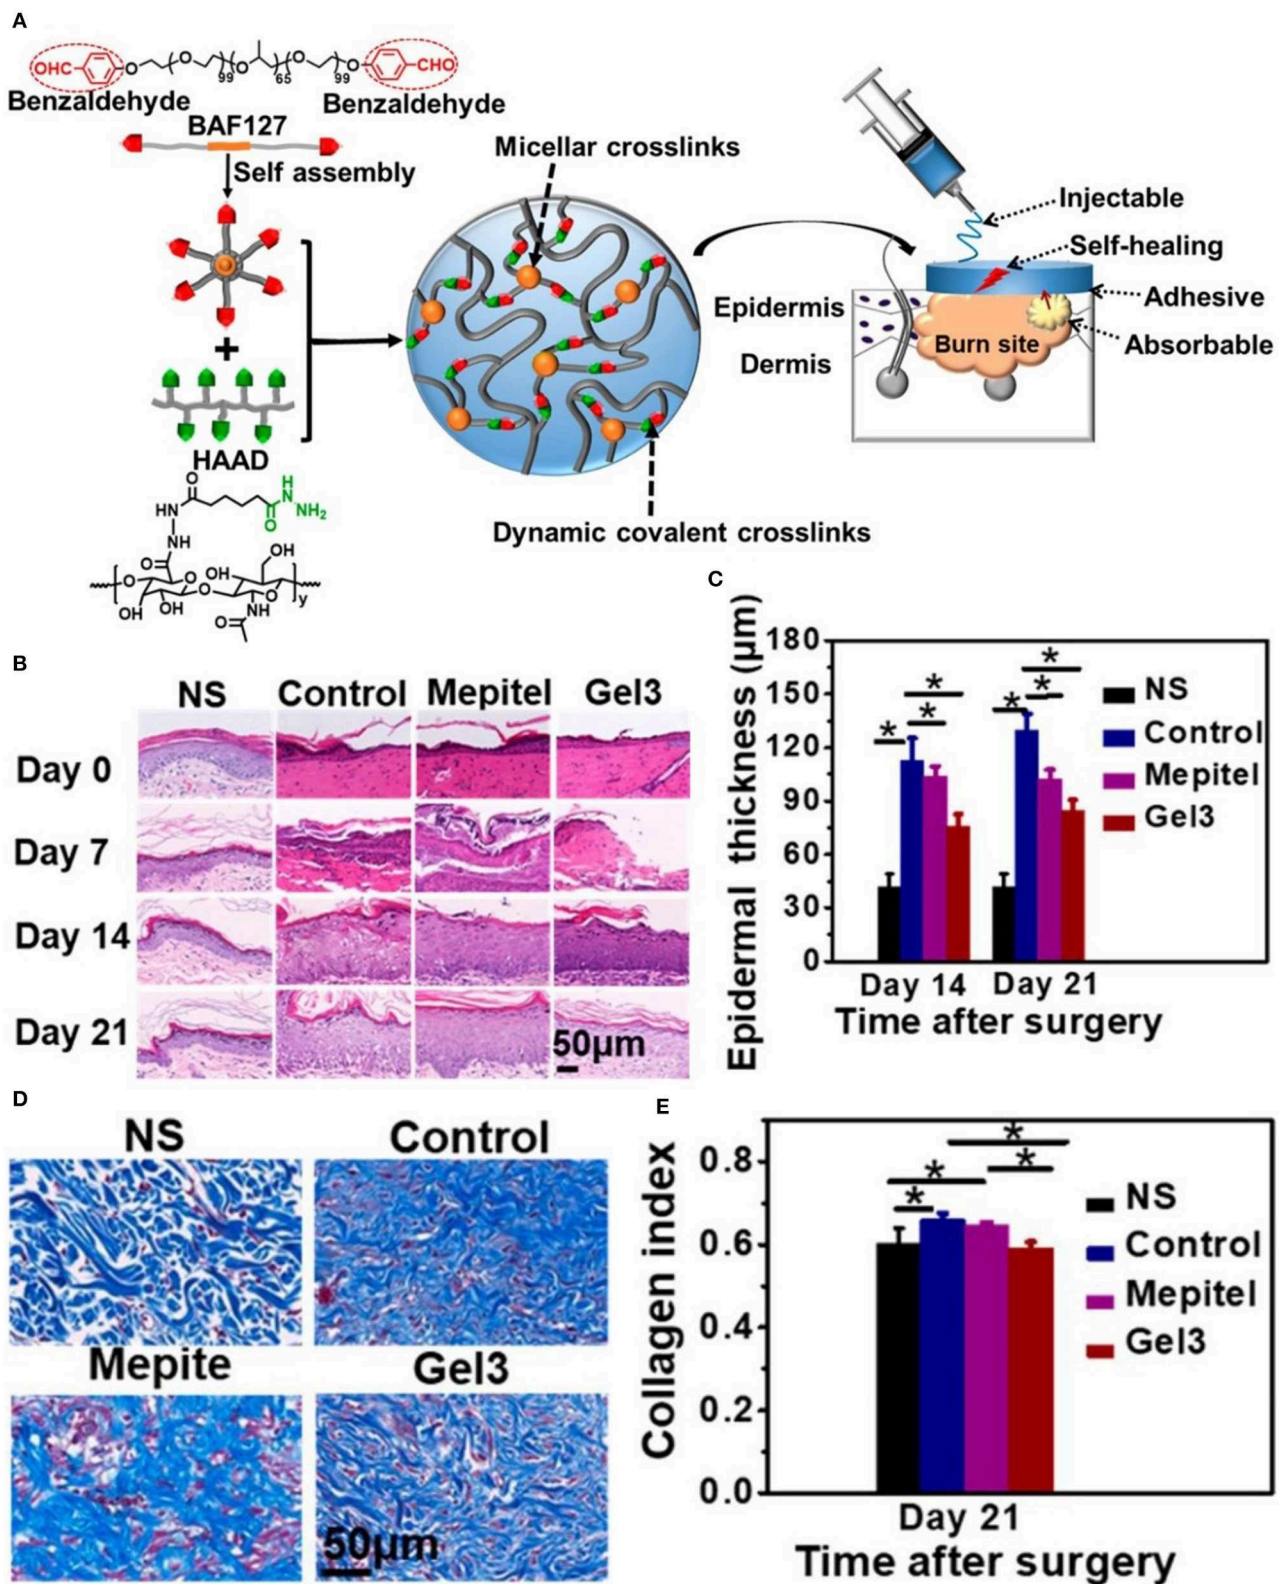 A
OHC
CHO
O
O
99
O
65
O
99
O
Benzaldehyde
Benzaldehyde
BAF127
Self assembly
+
HAAD
O
HN
NH
O
H
N
NH2
O
O
O
OH
OH
O
OH
OH
O
NH
O
y
Micellar crosslinks
Dynamic covalent crosslinks
Injectable
Self-healing
Adhesive
Absorbable
Epidermis
Dermis
Burn site
B
NS Control Mepitel Gel3
Day 0
Day 7
Day 14
Day 21
50μm
C
Epidermal thickness (μm)
180
150
120
90
60
30
0
* * * * * *
NS
Control
Mepitel
Gel3
Day 14 Day 21
Time after surgery
D
NS Control
Mepite Gel3
50μm
E
Collagen index
0.8
0.6
0.4
0.2
0.0
* * * *
NS
Control
Mepitel
Gel3
Day 21
Time after surgery